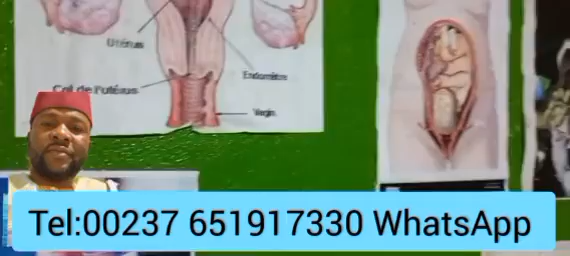 Utérus
Endomètre
Col de l'utérus
Vagin
Tel:00237 651917330 WhatsApp